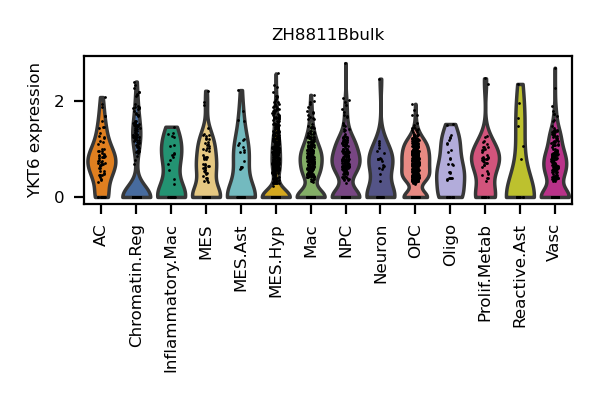 ZH8811Bbulk
YKT6 expression
2
0
AC
Chromatin.Reg
Inflammatory.Mac
MES
MES.Ast
MES.Hyp
Mac
NPC
Neuron
OPC
Oligo
Prolif.Metab
Reactive.Ast
Vasc